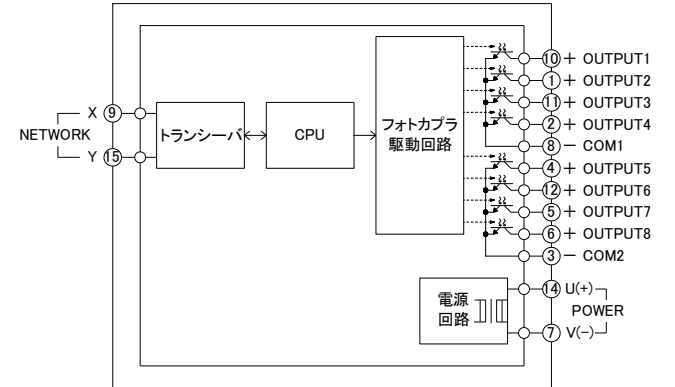 ⑩ + OUTPUT1
① + OUTPUT2
⑪ + OUTPUT3
② + OUTPUT4
⑧ − COM1
④ + OUTPUT5
⑫ + OUTPUT6
⑤ + OUTPUT7
⑥ + OUTPUT8
③ − COM2
X ⑨
NETWORK
Y ⑮
トランシーバ
CPU
フォトカプラ
駆動回路
電源
回路
⑭ U(+)
POWER
⑦ V(−)